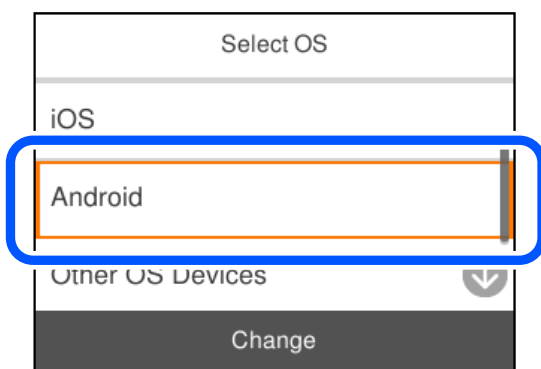 Select OS
iOS
Android
Other OS Devices
Change